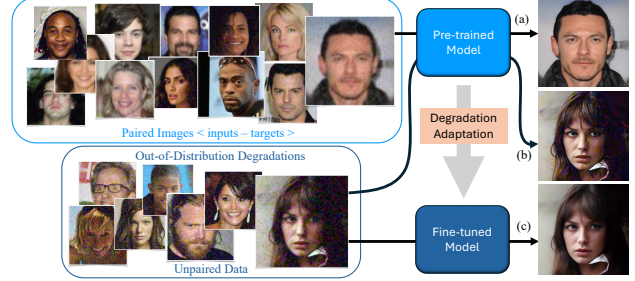 (a)
Pre-trained
Model
Paired Images < inputs – targets >
Degradation
Adaptation
(b)
Out-of-Distribution Degradations
(c)
Fine-tuned
Model
Unpaired Data